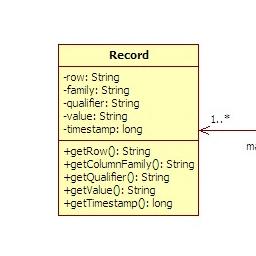 Record
-row: String
-family: String
-qualifier: String
-value: String
-timestamp: long
1..*
+getRow(): String
+getColumnFamily(): String
+getQualifier(): String
+getValue(): String
+getTimestamp(): long